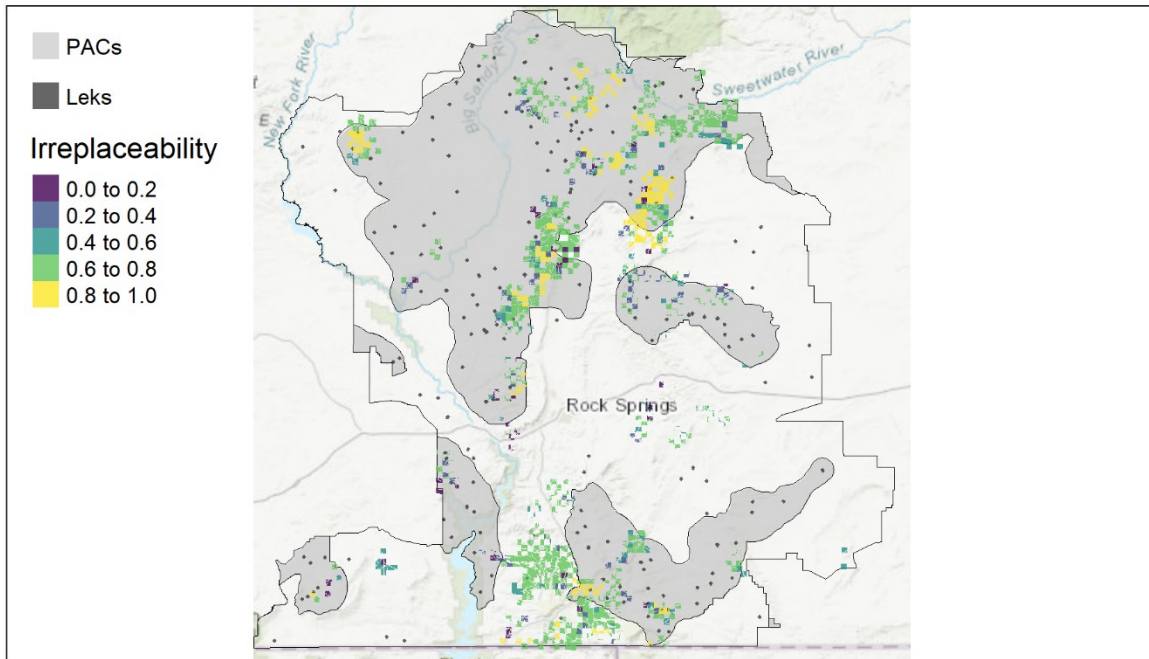 PACs
Leks
Irreplaceability
0.0 to 0.2
0.2 to 0.4
0.4 to 0.6
0.6 to 0.8
0.8 to 1.0
New Fork River
Big Sandy River
Sweetwater River
m
Rock Springs